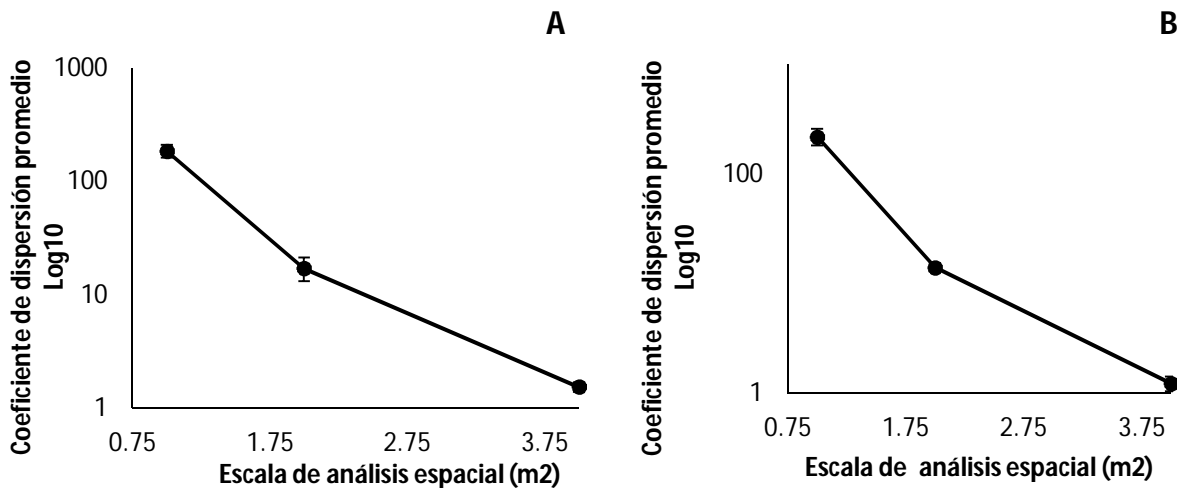 A
Coeficiente de dispersión promedio
Log10
1000
100
10
1
0.75 1.75 2.75 3.75
Escala de análisis espacial (m2)
B
Coeficiente de dispersión promedio
Log10
100
1
0.75 1.75 2.75 3.75
Escala de análisis espacial (m2)